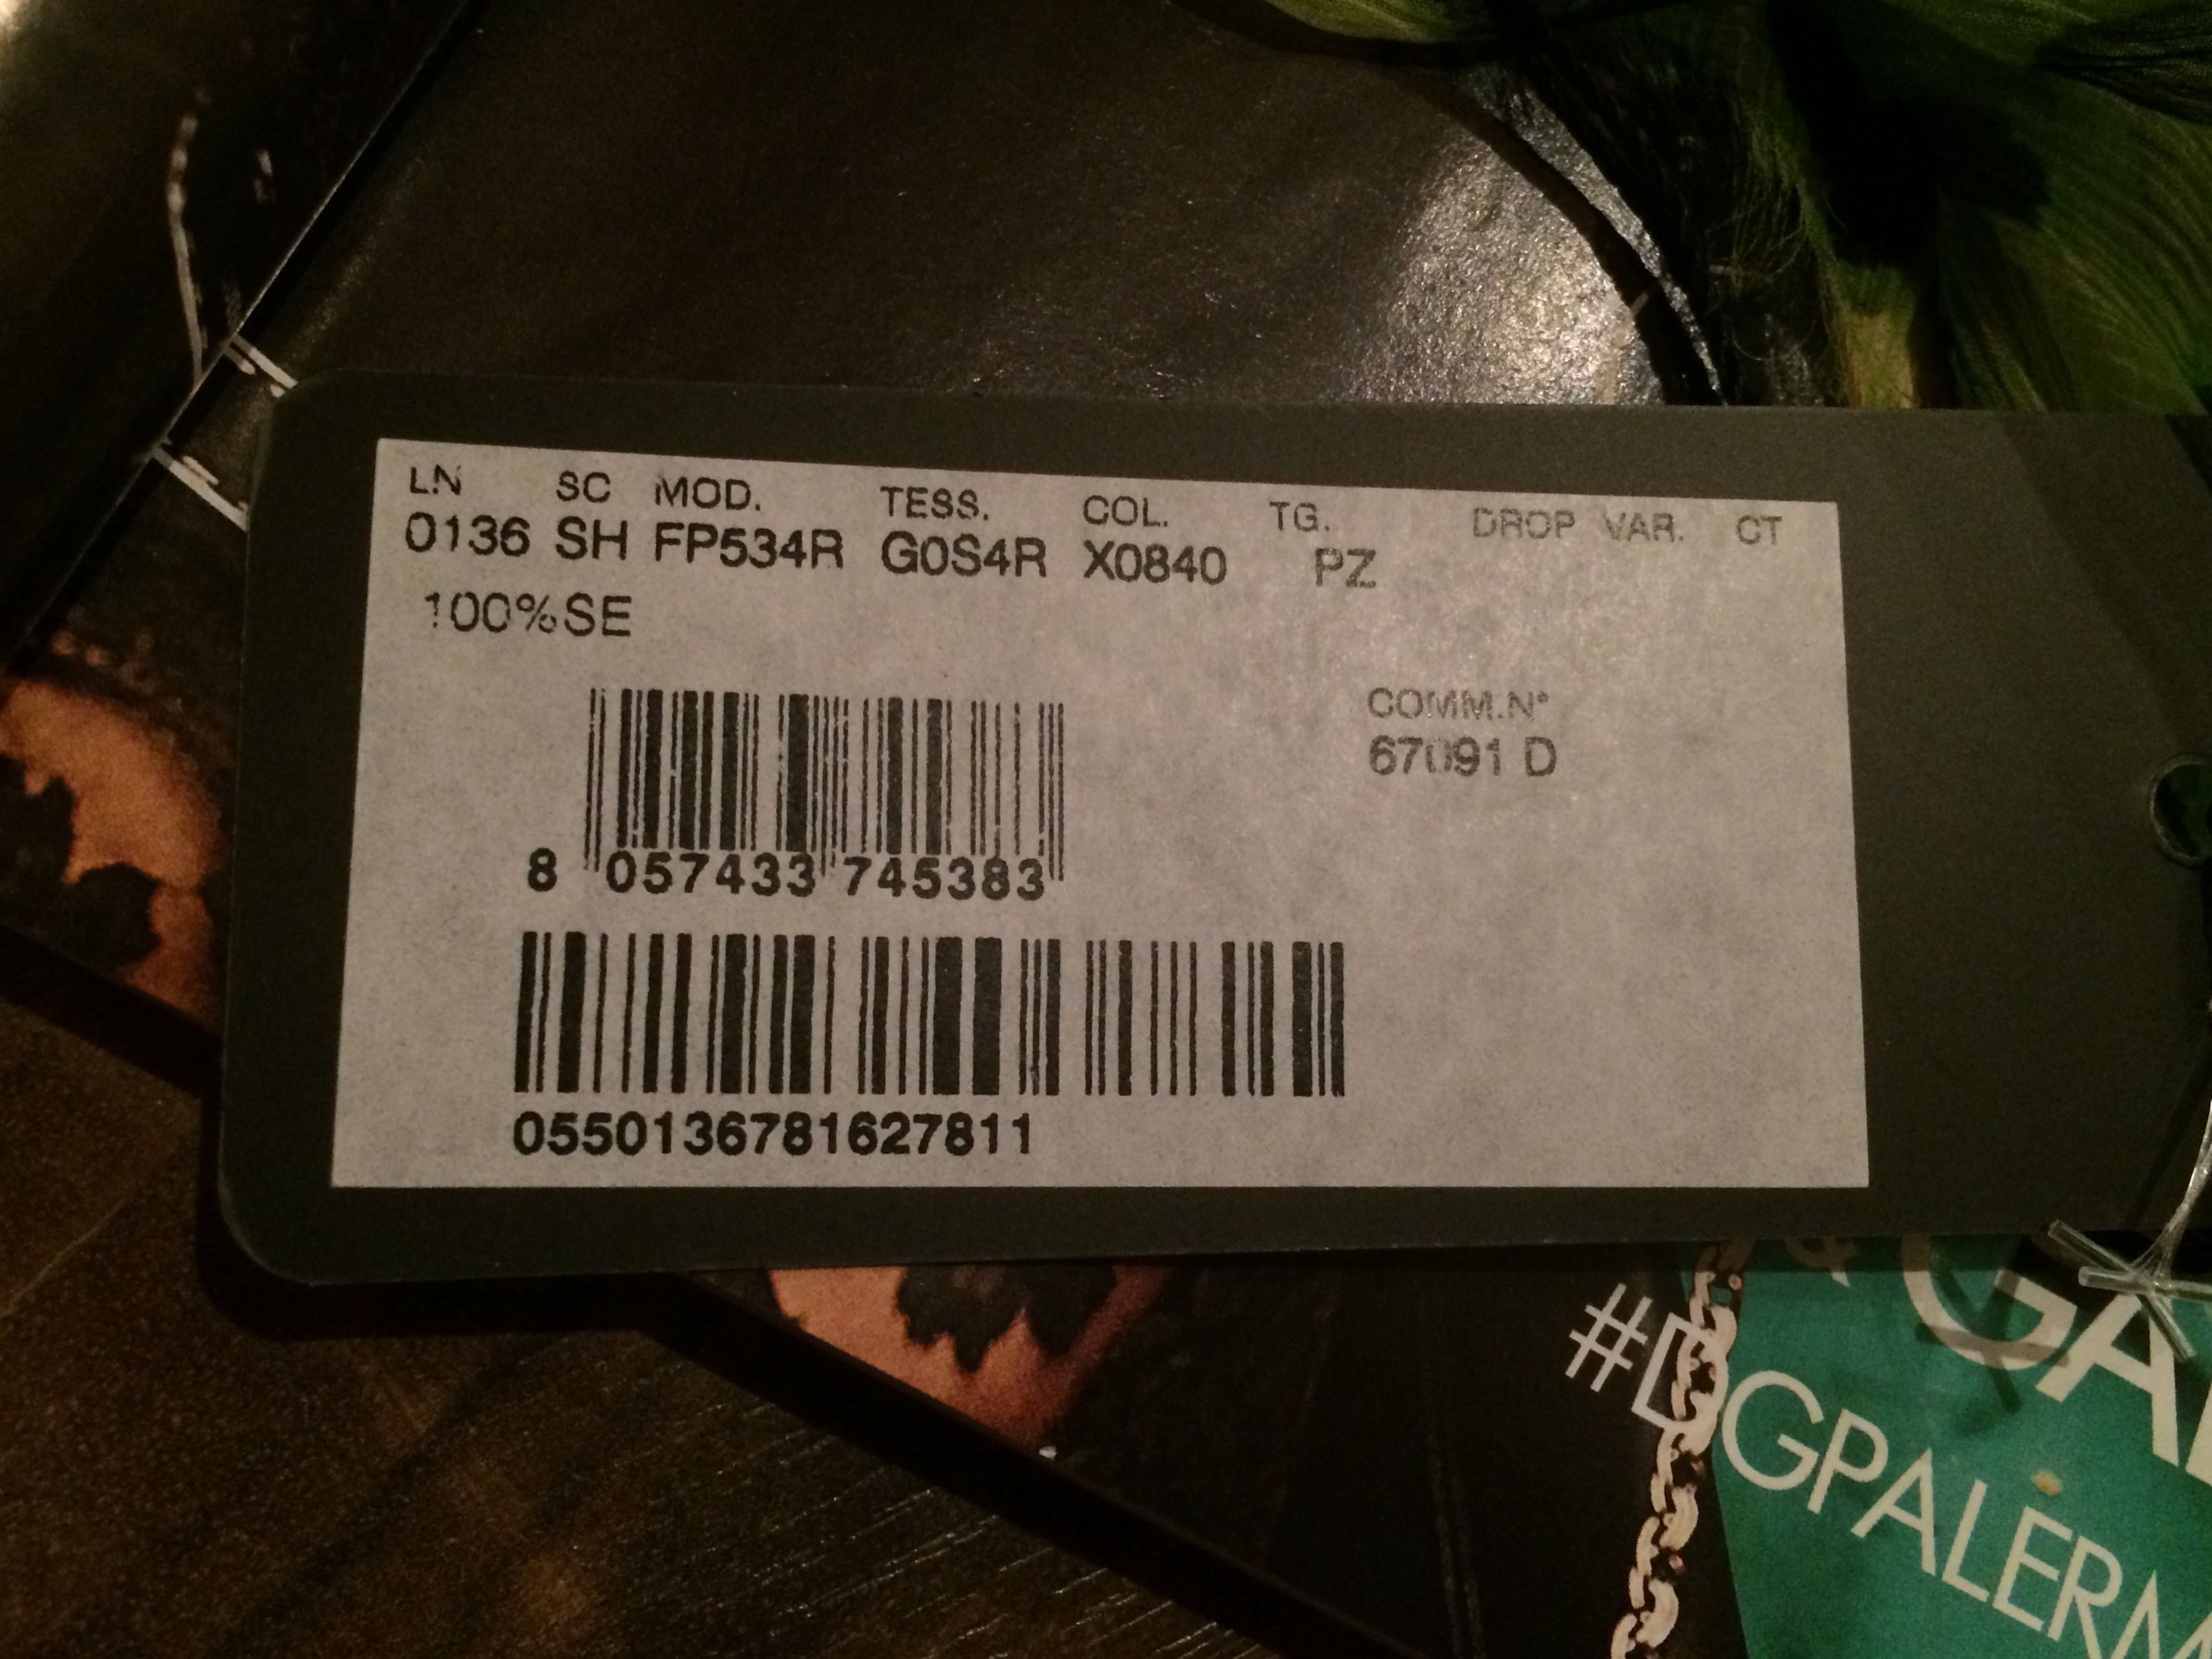 LN SC MOD. TESS. COL. TG. DROP VAR. CT
0136 SH FP534R G0S4R X0840 PZ
100%SE
COMM.N°
67091 D
8 057433 745383
0550136781627811
& GA
#DGPALERM